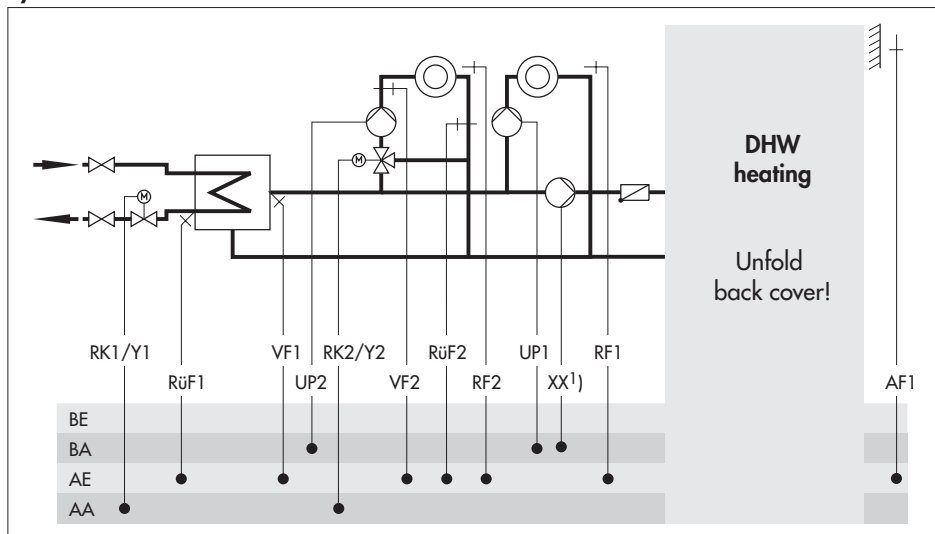 M
M
DHW
heating
Unfold
back cover!
RK1/Y1 VF1 RK2/Y2 RüF2 UP1 RF1
RüF1 UP2 VF2 RF2 XX¹) AF1
BE
BA
AE
AA